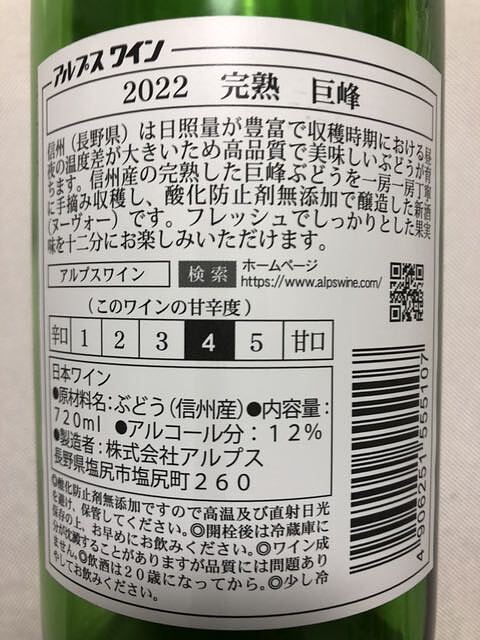 アルプス ワイン
2022 完熟 巨峰
信州（長野県）は日照量が豊富で収穫時期における昼
夜の温度差が大きいため高品質で美味しいぶどうが育
ちます。信州産の完熟した巨峰ぶどうを一房一房丁寧
に手摘み収穫し、酸化防止剤無添加で醸造した新酒
（ヌーヴォー）です。フレッシュでしっかりとした果実
味を十二分にお楽しみいただけます。
アルプスワイン 検索 ホームページ
https://www.alpswine.com/
（このワインの甘辛度）
辛口 1 2 3 4 5 甘口
日本ワイン
●原材料名：ぶどう（信州産）●内容量：
720ml ●アルコール分：12%
●製造者：株式会社アルプス
長野県塩尻市塩尻町260
◎酸化防止剤無添加ですので高温及び直射日光
を避け、保管してください。◎開栓後は冷蔵庫に
保存の上、お早めにお飲みください。◎ワイン成
分が沈殿することがありますが品質には問題あり
ません。◎飲酒は20歳になってから。◎少し冷
やしてお飲みください。
4906251555107